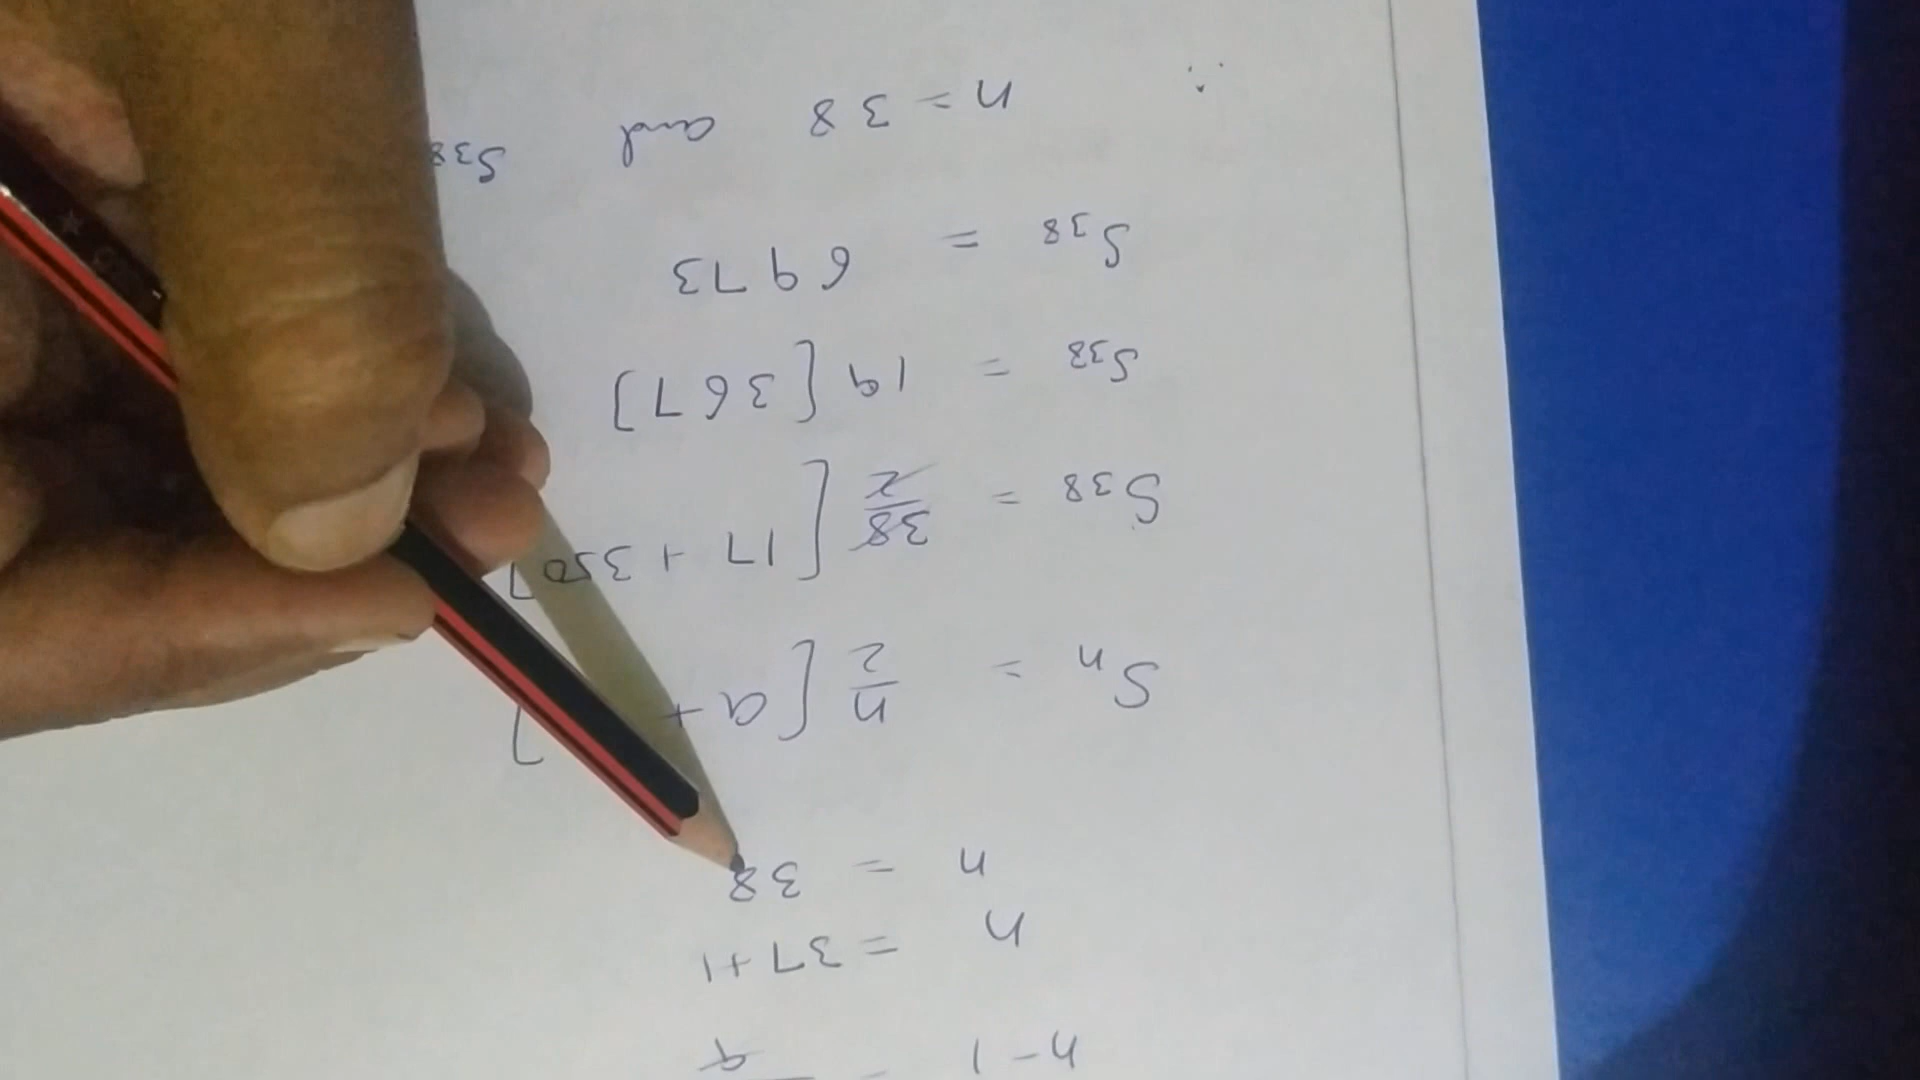 n-1 = 9
n = 37+1
n = 38
Sn = n/2 [a+ ]
S38 = 38/2 [17 + 350]
S38 = 19 [367]
S38 = 6973
∴ n = 38 and S38